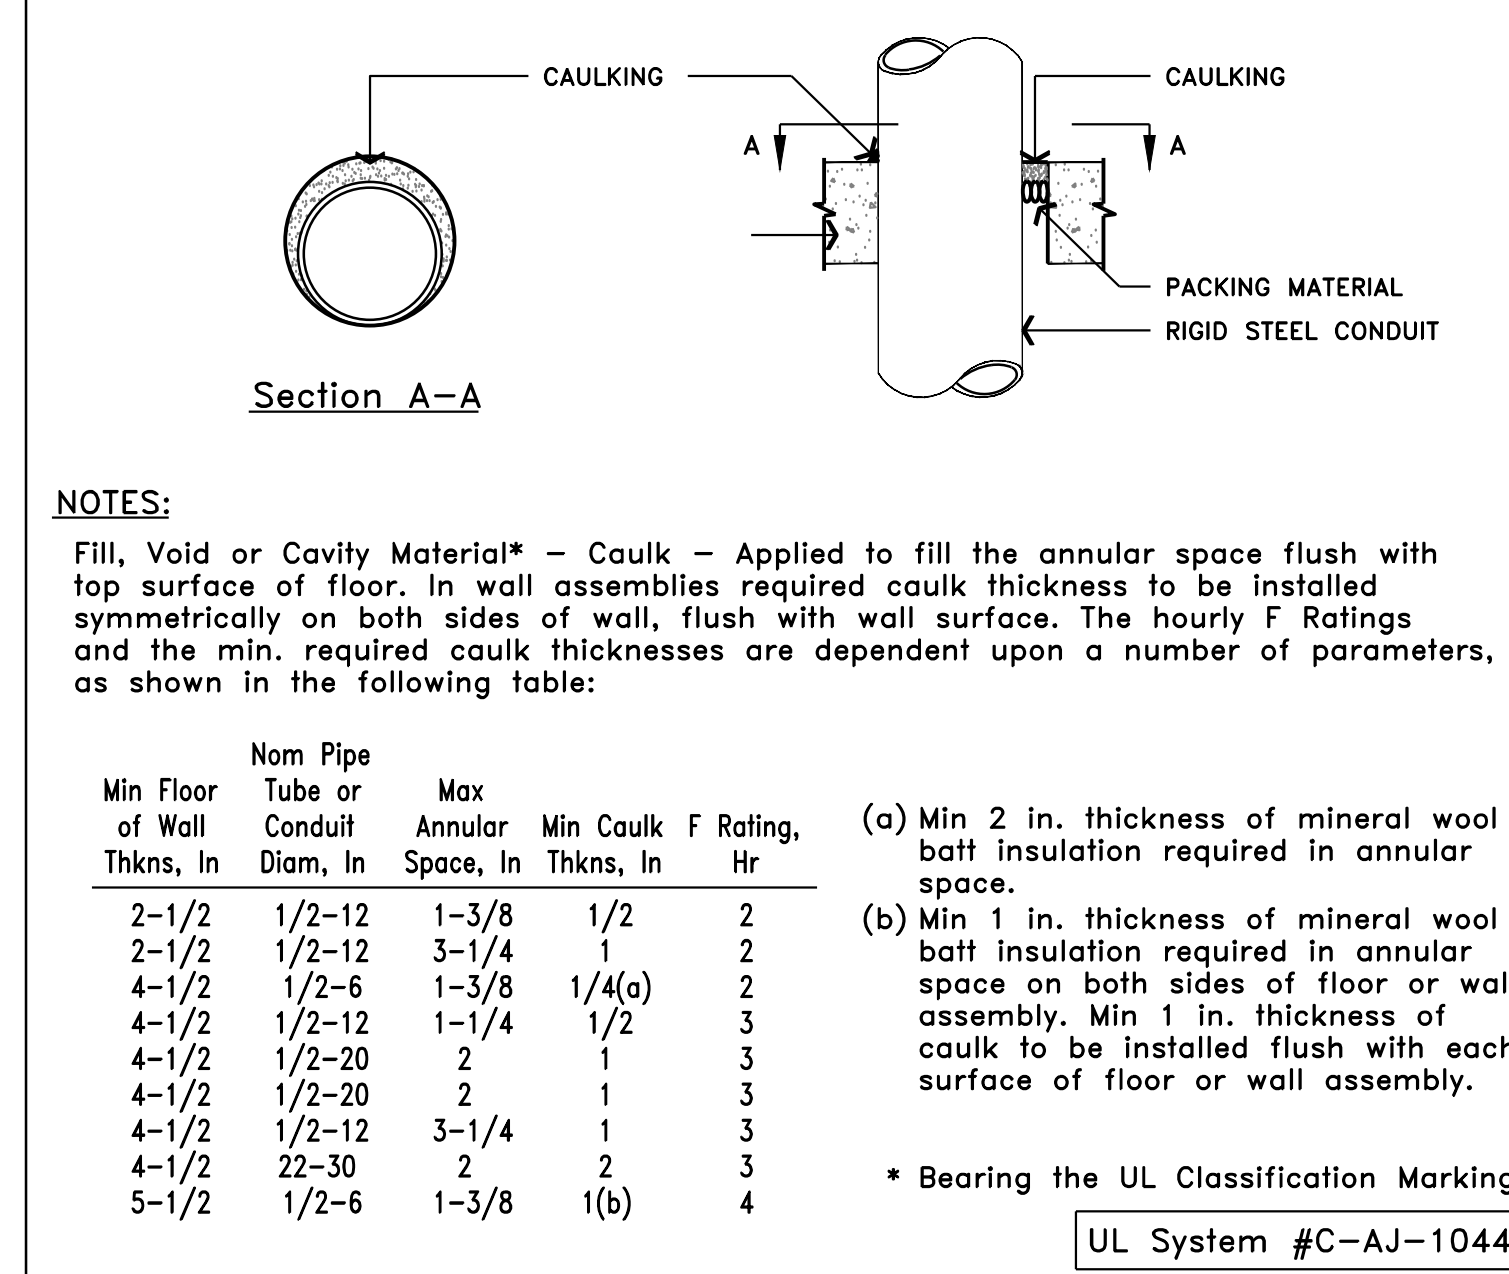 CAULKING
CAULKING
A
A
PACKING MATERIAL
RIGID STEEL CONDUIT
Section A-A
NOTES:
Fill, Void or Cavity Material* - Caulk - Applied to fill the annular space flush with
top surface of floor. In wall assemblies required caulk thickness to be installed
symmetrically on both sides of wall, flush with wall surface. The hourly F Ratings
and the min. required caulk thicknesses are dependent upon a number of parameters,
as shown in the following table:
Nom Pipe
Min Floor Tube or Max
of Wall Conduit Annular Min Caulk F Rating,
Thkns, In Diam, In Space, In Thkns, In Hr
2-1/2 1/2-12 1-3/8 1/2 2
2-1/2 1/2-12 3-1/4 1 2
4-1/2 1/2-6 1-3/8 1/4(a) 2
4-1/2 1/2-12 1-1/4 1/2 3
4-1/2 1/2-20 2 1 3
4-1/2 1/2-20 2 1 3
4-1/2 1/2-12 3-1/4 1 3
4-1/2 22-30 2 2 3
5-1/2 1/2-6 1-3/8 1(b) 4
(a) Min 2 in. thickness of mineral wool
batt insulation required in annular
space.
(b) Min 1 in. thickness of mineral wool
batt insulation required in annular
space on both sides of floor or wal
assembly. Min 1 in. thickness of
caulk to be installed flush with each
surface of floor or wall assembly.
* Bearing the UL Classification Marking
UL System #C-AJ-1044